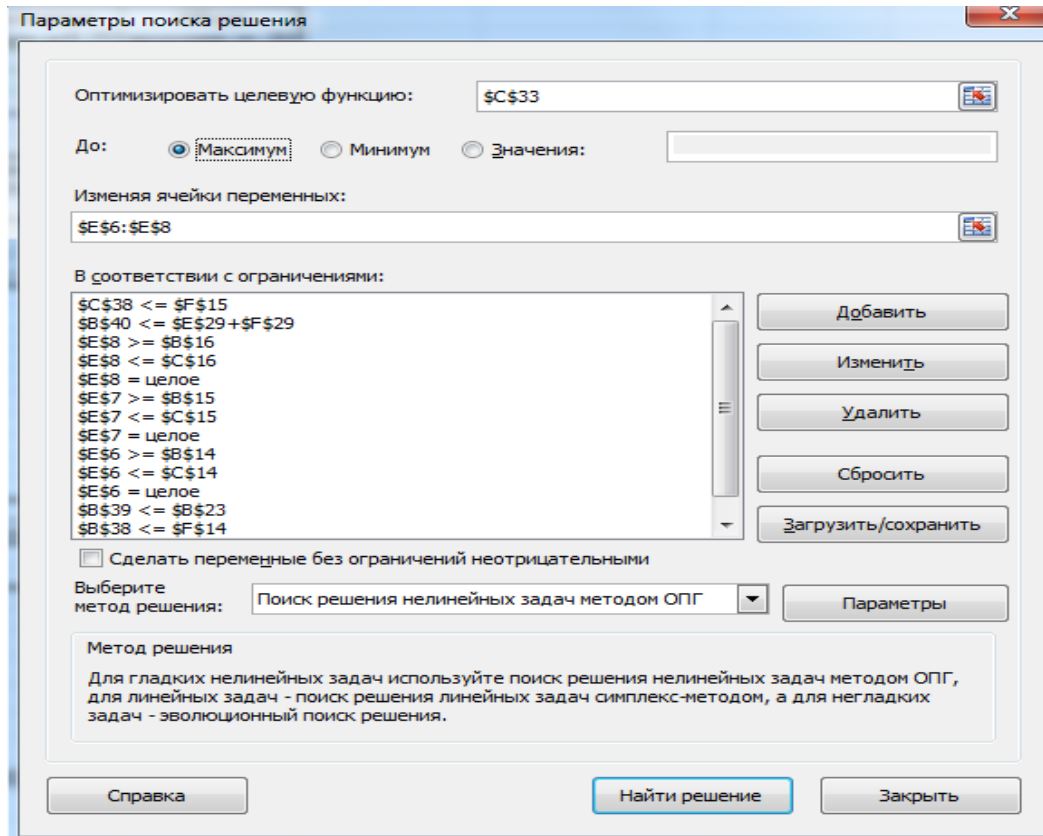 Параметры поиска решения
Оптимизировать целевую функцию: $C$33
До: Максимум Минимум Значения:
Изменяя ячейки переменных:
$E$6:$E$8
В соответствии с ограничениями:
$C$38 <= $F$15
$B$40 <= $E$29+$F$29
$E$8 >= $B$16
$E$8 <= $C$16
$E$8 = целое
$E$7 >= $B$15
$E$7 <= $C$15
$E$7 = целое
$E$6 >= $B$14
$E$6 <= $C$14
$E$6 = целое
$B$39 <= $B$23
$B$38 <= $F$14
Добавить
Изменить
Удалить
Сбросить
Загрузить/сохранить
Сделать переменные без ограничений неотрицательными
Выберите
метод решения:
Поиск решения нелинейных задач методом ОПГ
Параметры
Метод решения
Для гладких нелинейных задач используйте поиск решения нелинейных задач методом ОПГ,
для линейных задач - поиск решения линейных задач симплекс-методом, а для негладких
задач - эволюционный поиск решения.
Справка
Найти решение
Закрыть